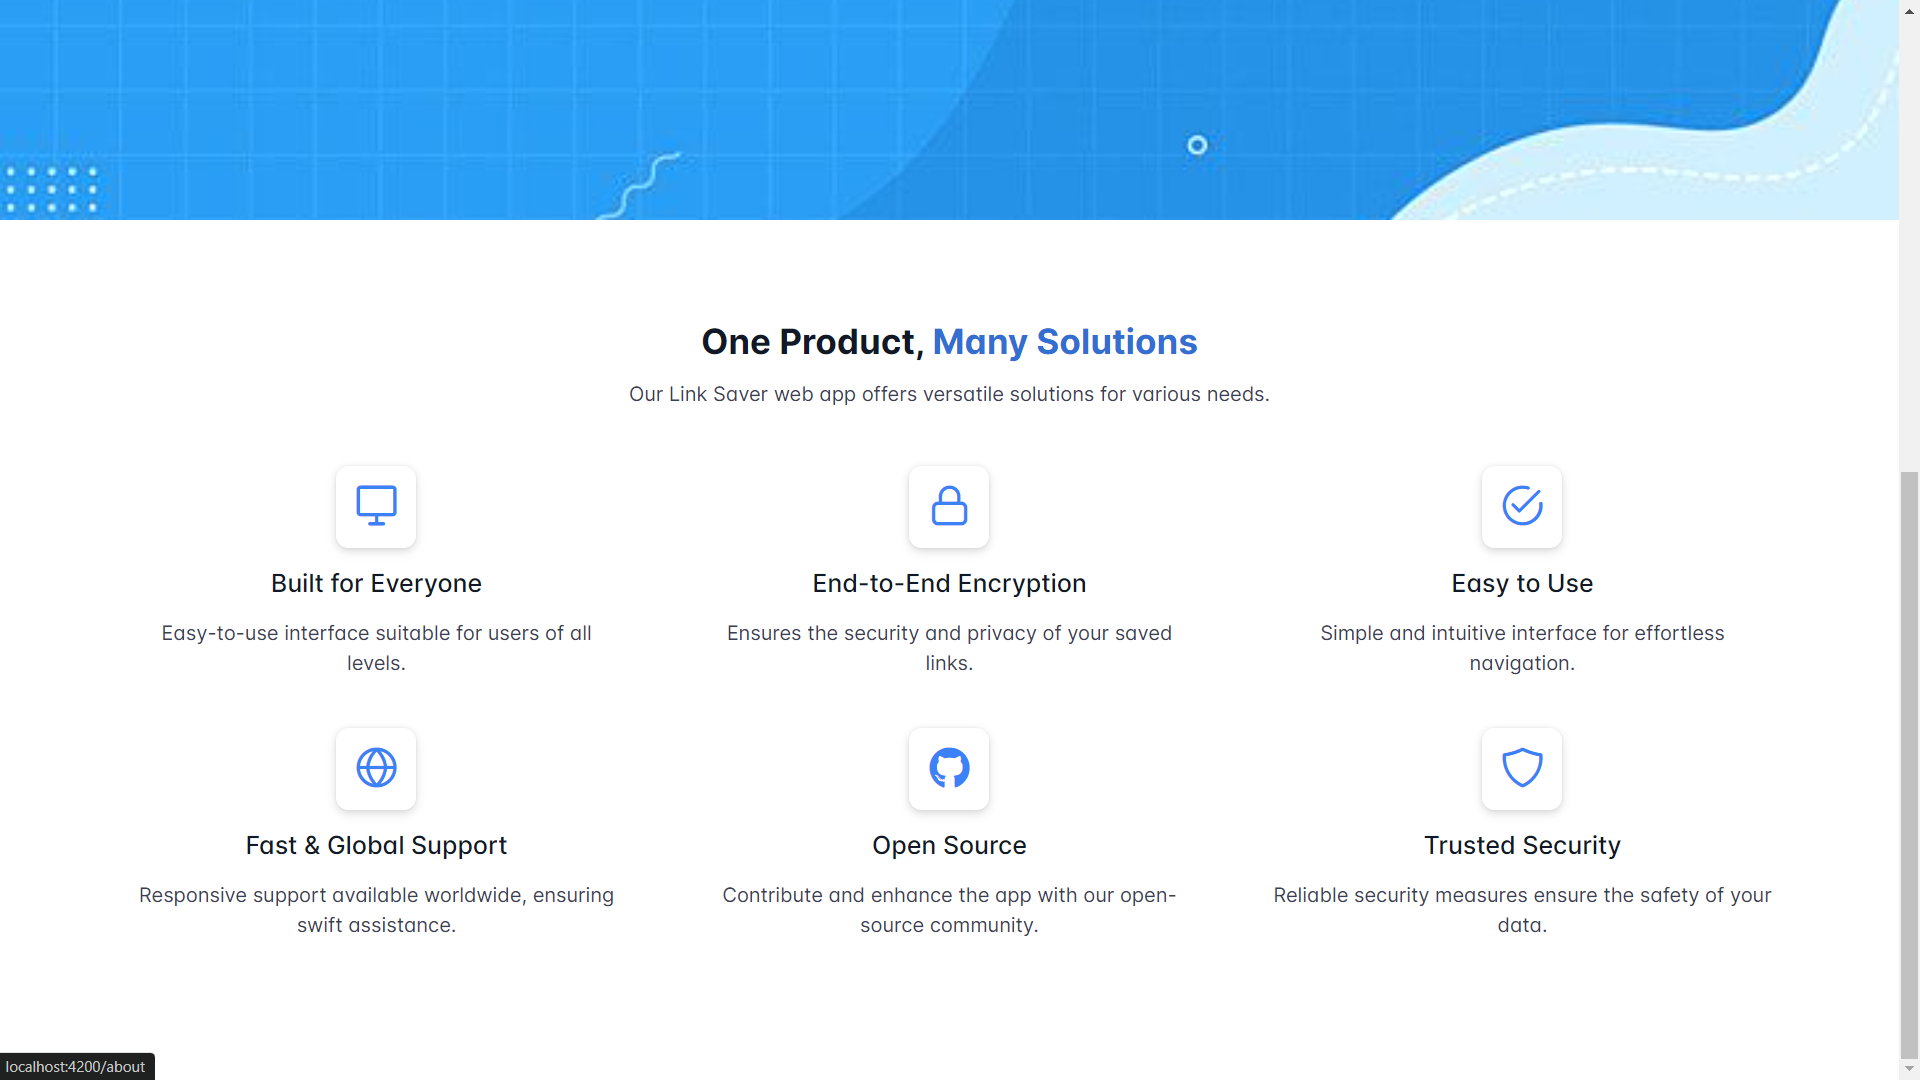 One Product, Many Solutions
Our Link Saver web app offers versatile solutions for various needs.
Built for Everyone
Easy-to-use interface suitable for users of all
levels.
End-to-End Encryption
Ensures the security and privacy of your saved
links.
Easy to Use
Simple and intuitive interface for effortless
navigation.
Fast & Global Support
Responsive support available worldwide, ensuring
swift assistance.
Open Source
Contribute and enhance the app with our open-
source community.
Trusted Security
Reliable security measures ensure the safety of your
data.
localhost:4200/about